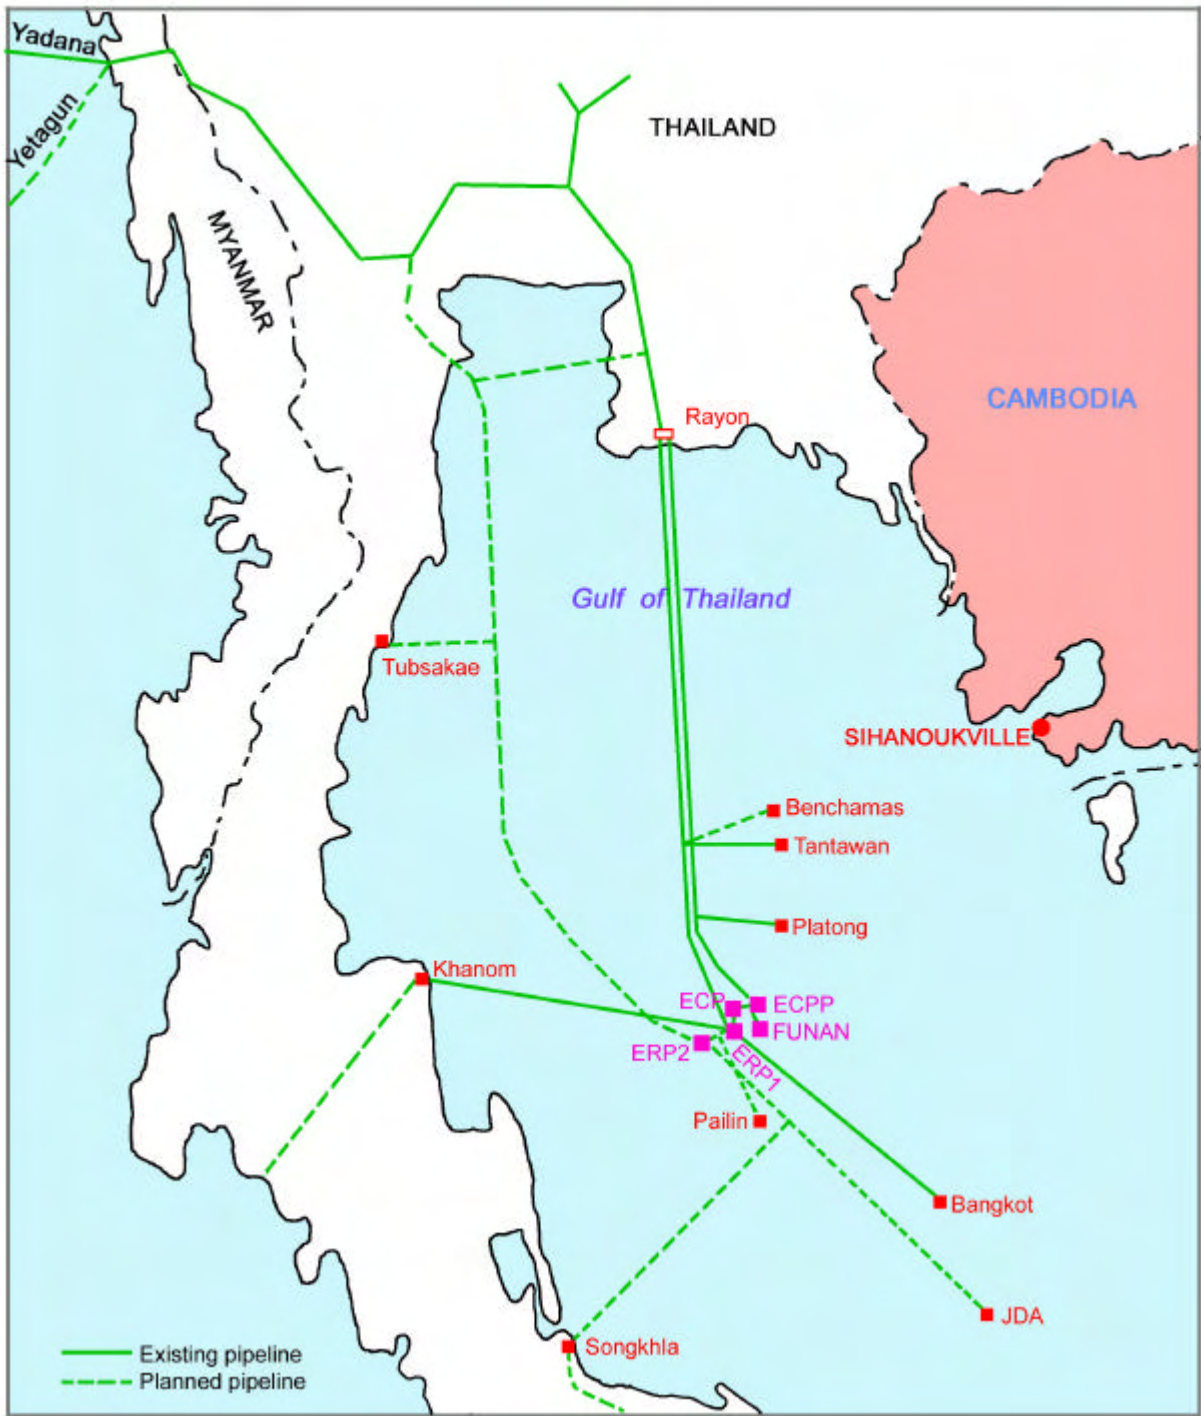 Yadana
Yetagun
THAILAND
MYANMAR
CAMBODIA
Rayon
Gulf of Thailand
Tubsakae
SIHANOUKVILLE
Benchamas
Tantawan
Platong
Khanom
ECP
ECPP
FUNAN
ERP2
ERP1
Pailin
Bangkot
JDA
Songkhla
Existing pipeline
Planned pipeline